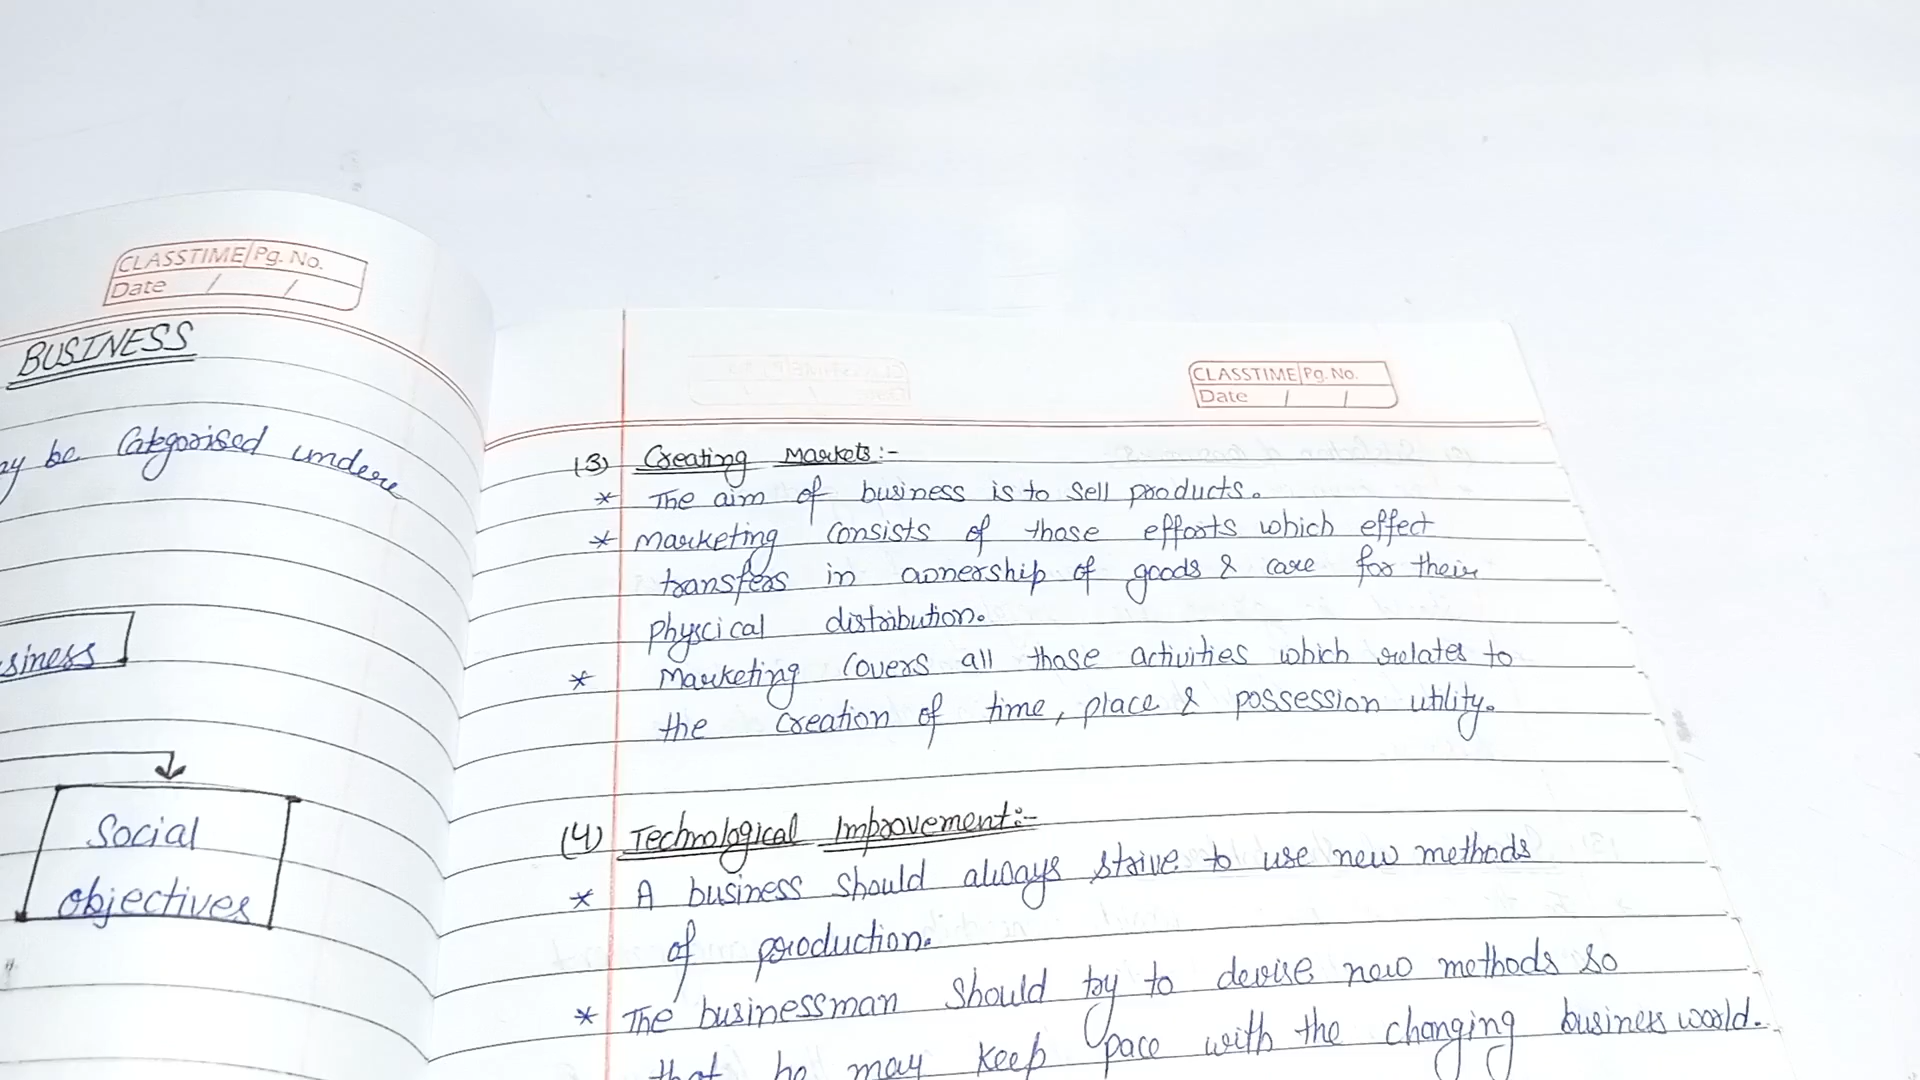 CLASSTIME Pg. No.
Date / /
BUSINESS
be Categorised undere
siness
Social
objectives
CLASSTIME Pg. No.
Date / /
(3) Creating Markets:-
* The aim of business is to sell products.
* Marketing consists of those efforts which effect
transfers in ownership of goods & care for their
physcical distribution.
* Marketing covers all those activities which relates to
the creation of time, place & possession utility.
(4) Technological Improvement:-
* A business should always strive to use new methods
of production.
* The businessman should try to devise new methods so
that he may keep pace with the changing business world.